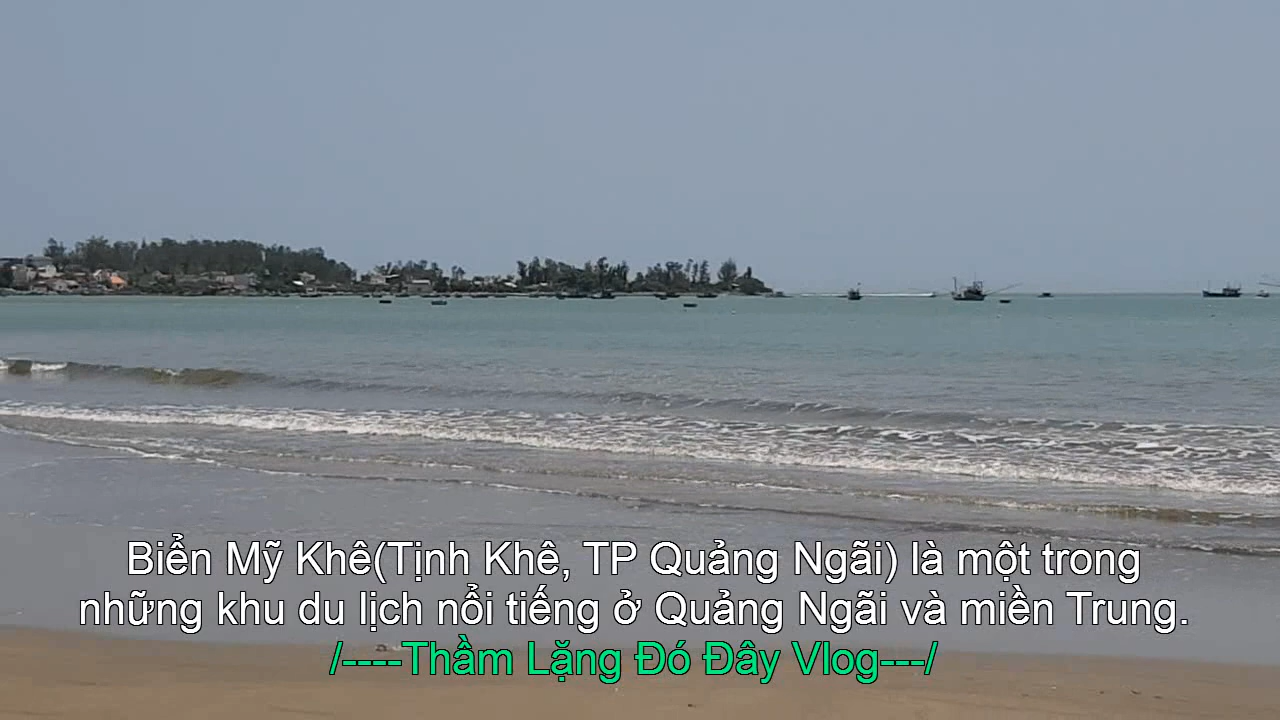 Biển Mỹ Khê(Tịnh Khê, TP Quảng Ngãi) là một trong
những khu du lịch nổi tiếng ở Quảng Ngãi và miền Trung.
/----Thầm Lặng Đó Đây Vlog---/